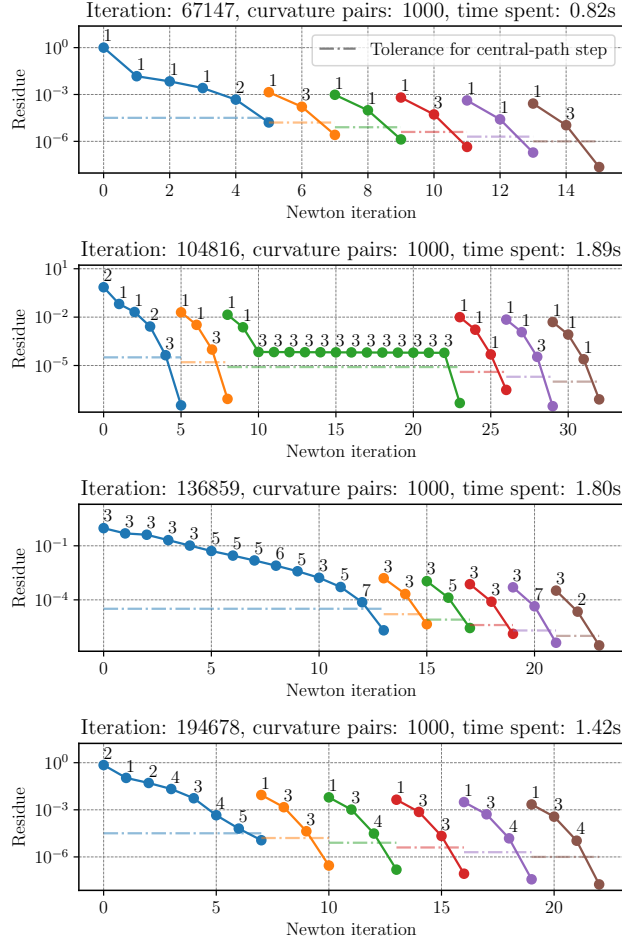 Iteration: 67147, curvature pairs: 1000, time spent: 0.82s
Residue
10^0
10^{-3}
10^{-6}
1 1 1 1 2 1 3 1 1 1 3 1 1 1 3
Tolerance for central-path step
0 2 4 6 8 10 12 14
Newton iteration
Iteration: 104816, curvature pairs: 1000, time spent: 1.89s
Residue
10^1
10^{-2}
10^{-5}
2 1 1 1 3 1 1 3 1 1 3 3 3 3 3 3 3 3 3 3 3 3 3 1 1 1 1 1 3 1 1 1
0 5 10 15 20 25 30
Newton iteration
Iteration: 136859, curvature pairs: 1000, time spent: 1.80s
Residue
10^{-1}
10^{-4}
3 3 3 3 4 5 5 5 6 5 3 5 7 3 3 3 5 3 3 3 7 3 2
0 5 10 15 20
Newton iteration
Iteration: 194678, curvature pairs: 1000, time spent: 1.42s
Residue
10^0
10^{-3}
10^{-6}
2 1 2 4 3 5 6 1 3 3 1 3 4 1 3 3 1 3 4 1 3 4
0 5 10 15 20
Newton iteration